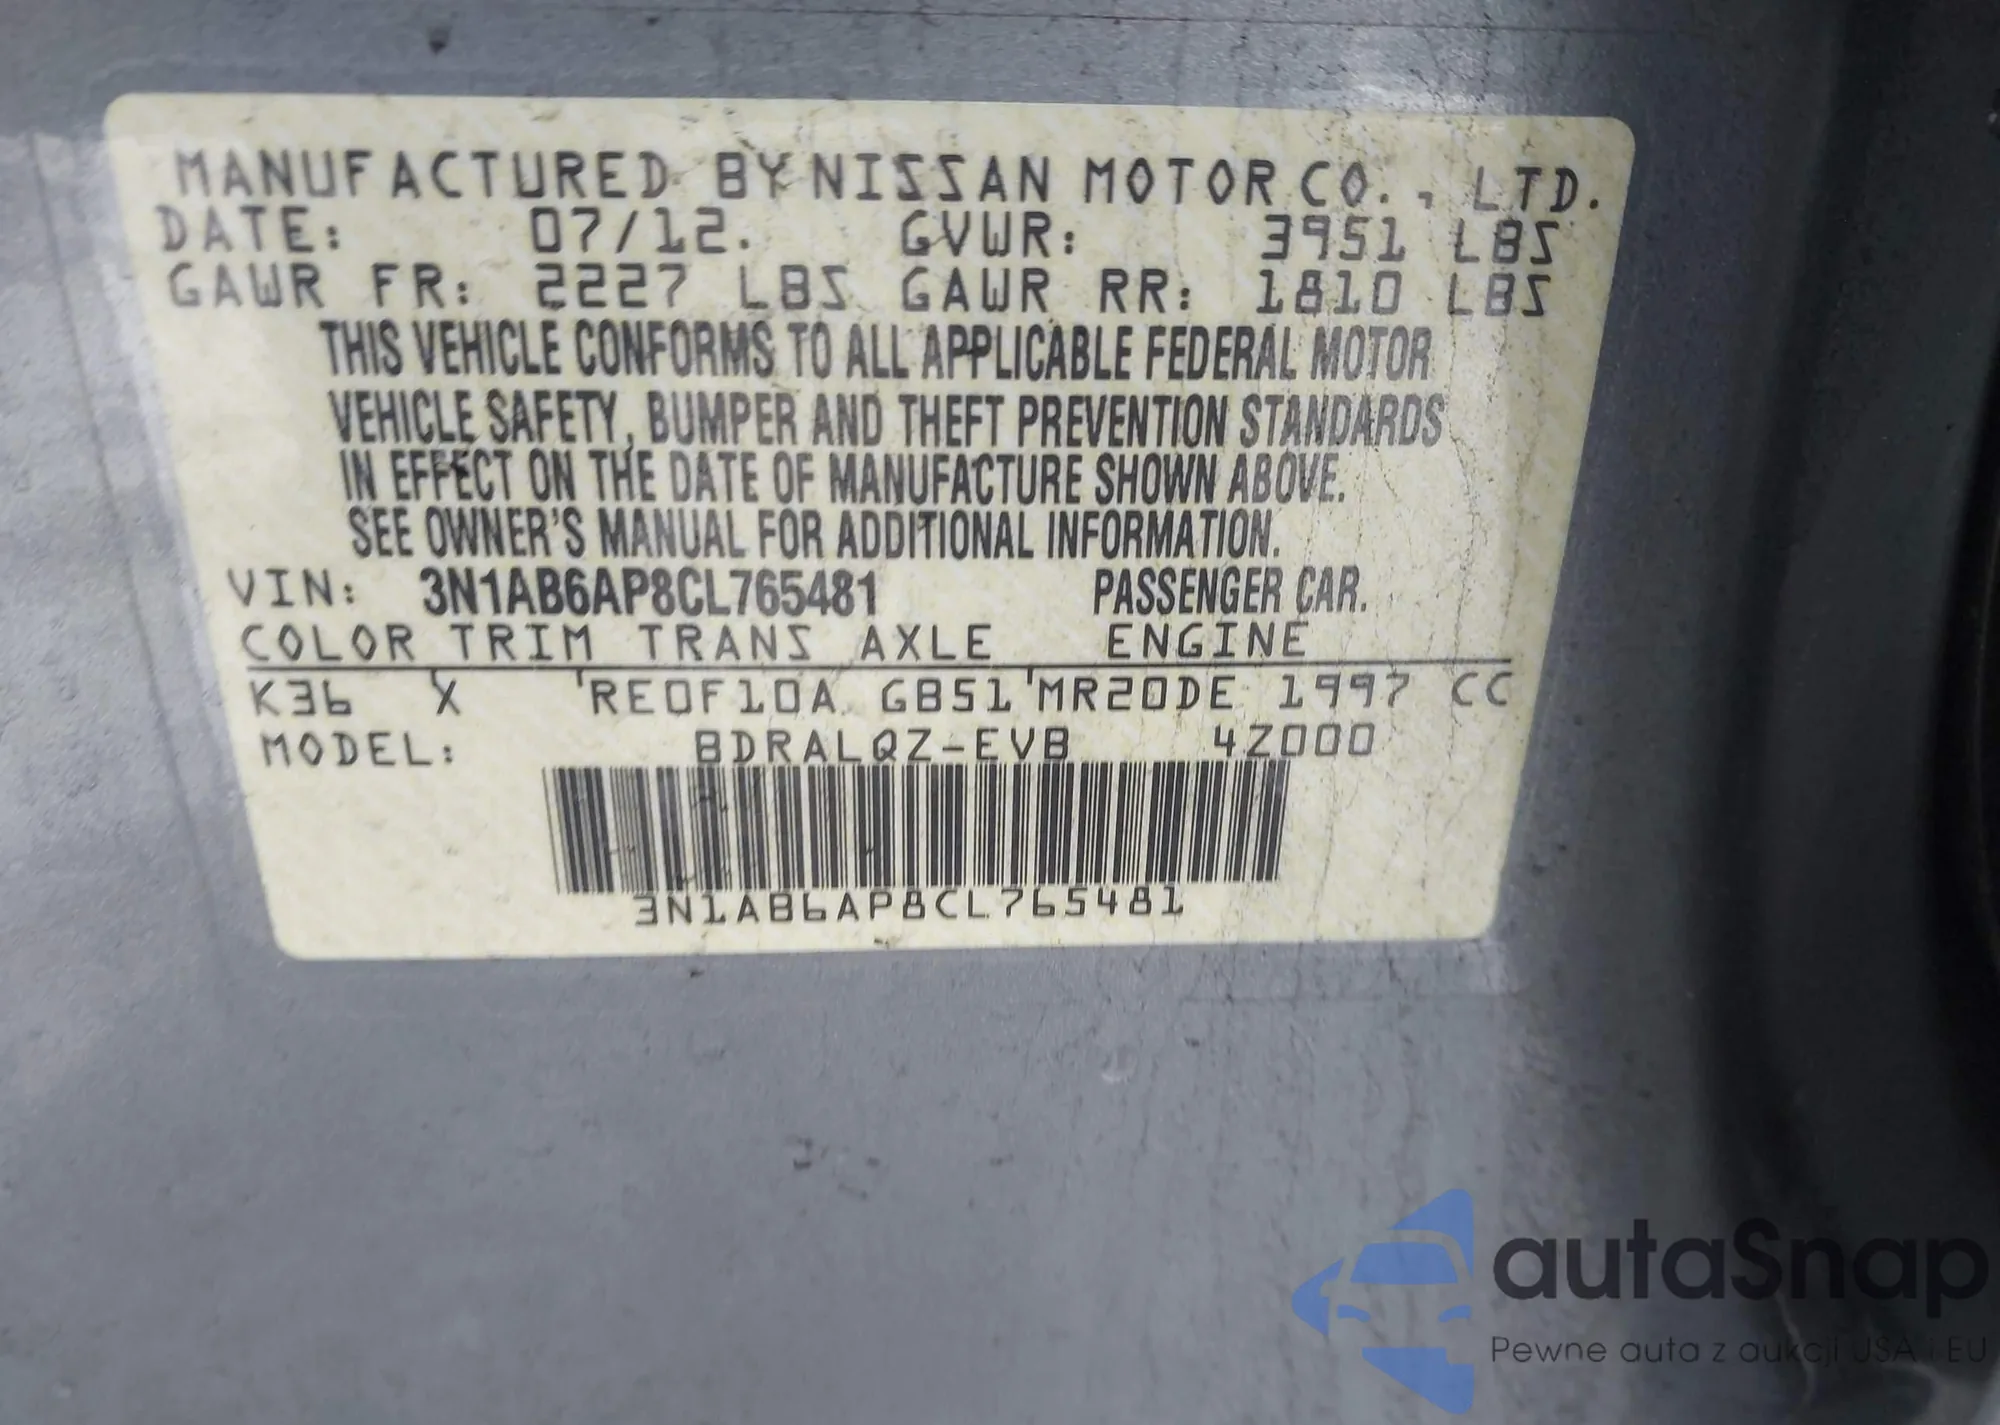 MANUFACTURED BY NISSAN MOTOR CO., LTD.
DATE: 07/12. GVWR: 3951 LBS
GAWR FR: 2227 LBS GAWR RR: 1810 LBS
THIS VEHICLE CONFORMS TO ALL APPLICABLE FEDERAL MOTOR
VEHICLE SAFETY, BUMPER AND THEFT PREVENTION STANDARDS
IN EFFECT ON THE DATE OF MANUFACTURE SHOWN ABOVE.
SEE OWNER'S MANUAL FOR ADDITIONAL INFORMATION.
VIN: 3N1AB6AP8CL765481 PASSENGER CAR.
COLOR TRIM TRANS AXLE ENGINE
K36 X RE0F10A GB51 MR20DE 1997 CC
MODEL: BDRALQZ-EVB 4Z000
3N1AB6AP8CL765481
autaSnap
Pewne auta z aukcji USA i EU